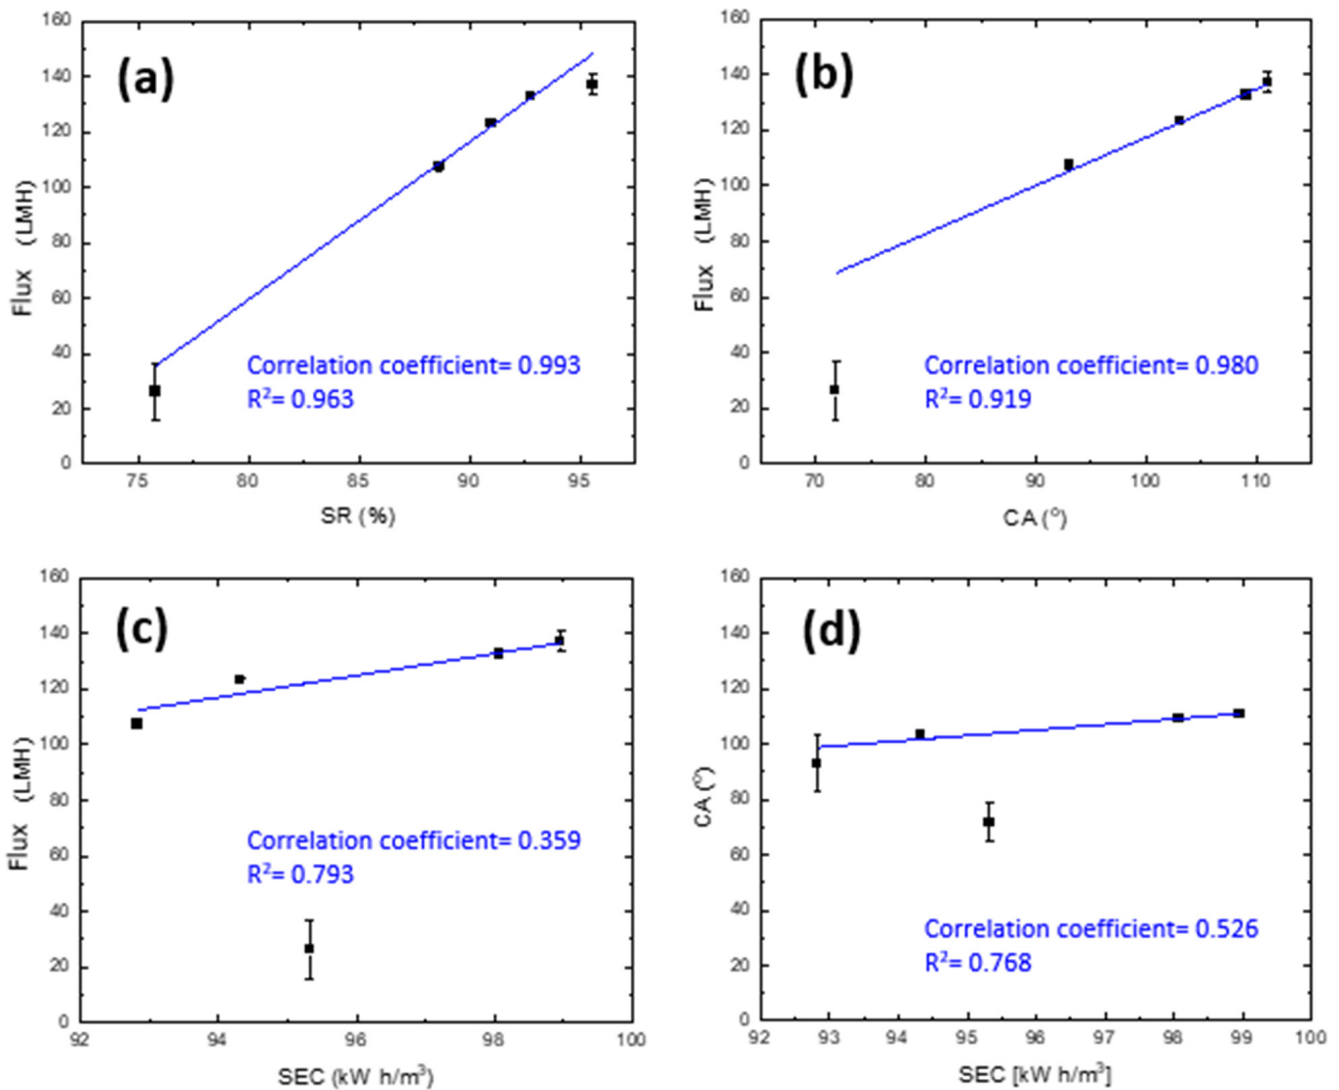 160
140
120
100
80
60
40
20
0
(a)
Flux (LMH)
Correlation coefficient= 0.993
R²= 0.963
75 80 85 90 95
SR (%)
160
140
120
100
80
60
40
20
0
(b)
Flux (LMH)
Correlation coefficient= 0.980
R²= 0.919
70 80 90 100 110
CA (°)
160
140
120
100
80
60
40
20
0
(c)
Flux (LMH)
Correlation coefficient= 0.359
R²= 0.793
92 94 96 98 100
SEC (kW h/m³)
160
140
120
100
80
60
40
20
0
(d)
CA (°)
Correlation coefficient= 0.526
R²= 0.768
92 93 94 95 96 97 98 99 100
SEC [kW h/m³]